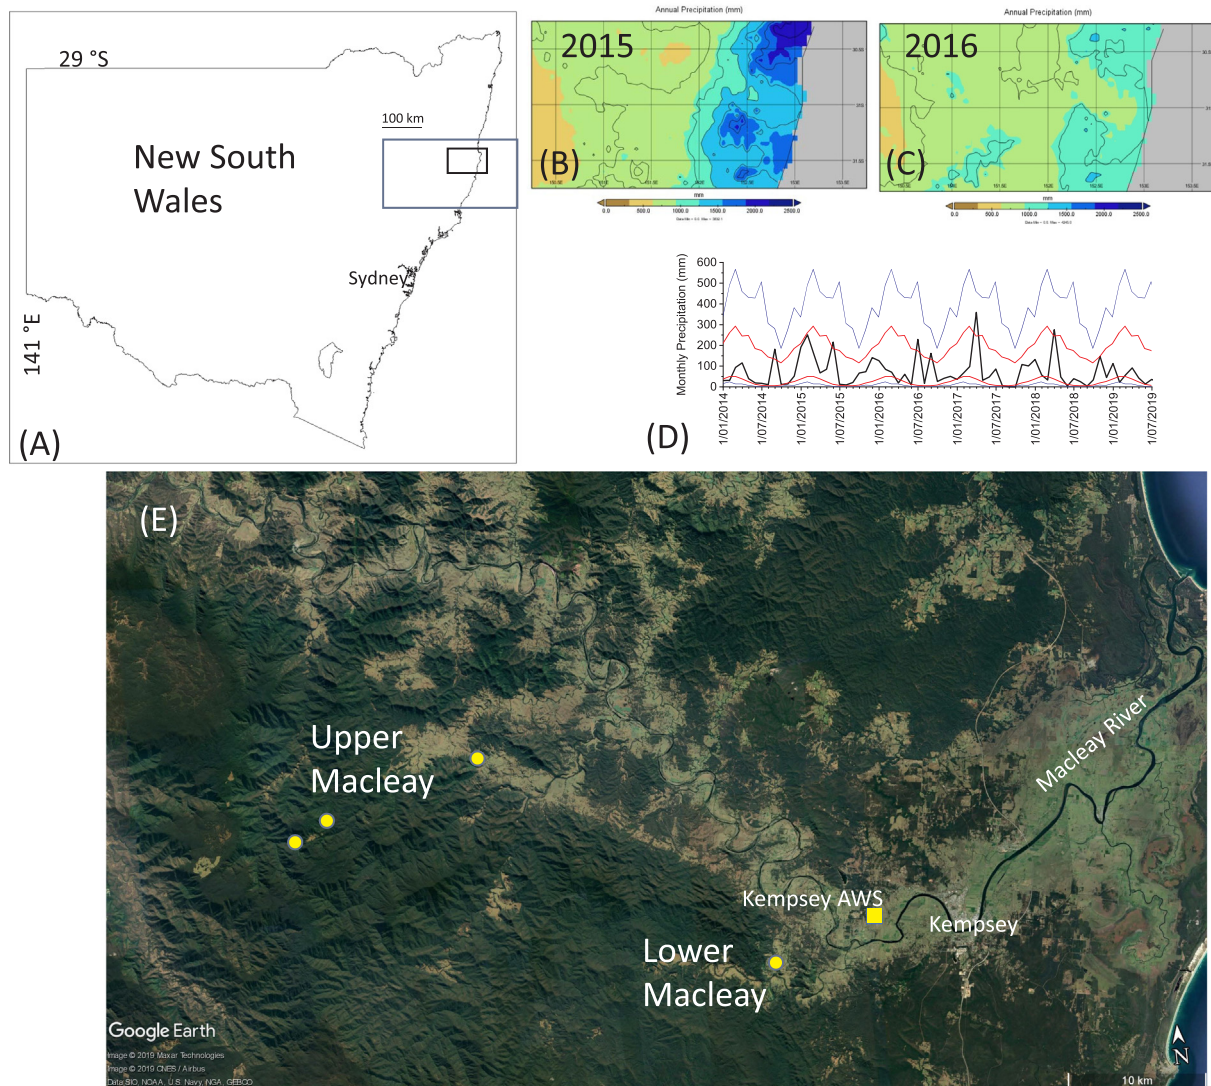 29 °S
100 km
New South
Wales
Sydney
141 °E
(A)
Annual Precipitation (mm)
2015
(B)
mm
0.0 500.0 1000.0 1500.0 2000.0 2500.0
Annual Precipitation (mm)
2016
(C)
mm
0.0 500.0 1000.0 1500.0 2000.0 2500.0
Monthly Precipitation (mm)
600
500
400
300
200
100
0
1/01/2014
1/07/2014
1/01/2015
1/07/2015
1/01/2016
1/07/2016
1/01/2017
1/07/2017
1/01/2018
1/07/2018
1/01/2019
1/07/2019
(D)
(E)
Upper
Macleay
Macleay River
Kempsey AWS
Kempsey
Lower
Macleay
Google Earth
Image © 2019 Maxar Technologies
Image © 2019 CNES / Airbus
Data SIO, NOAA, U.S. Navy, NGA, GEBCO
N
10 km